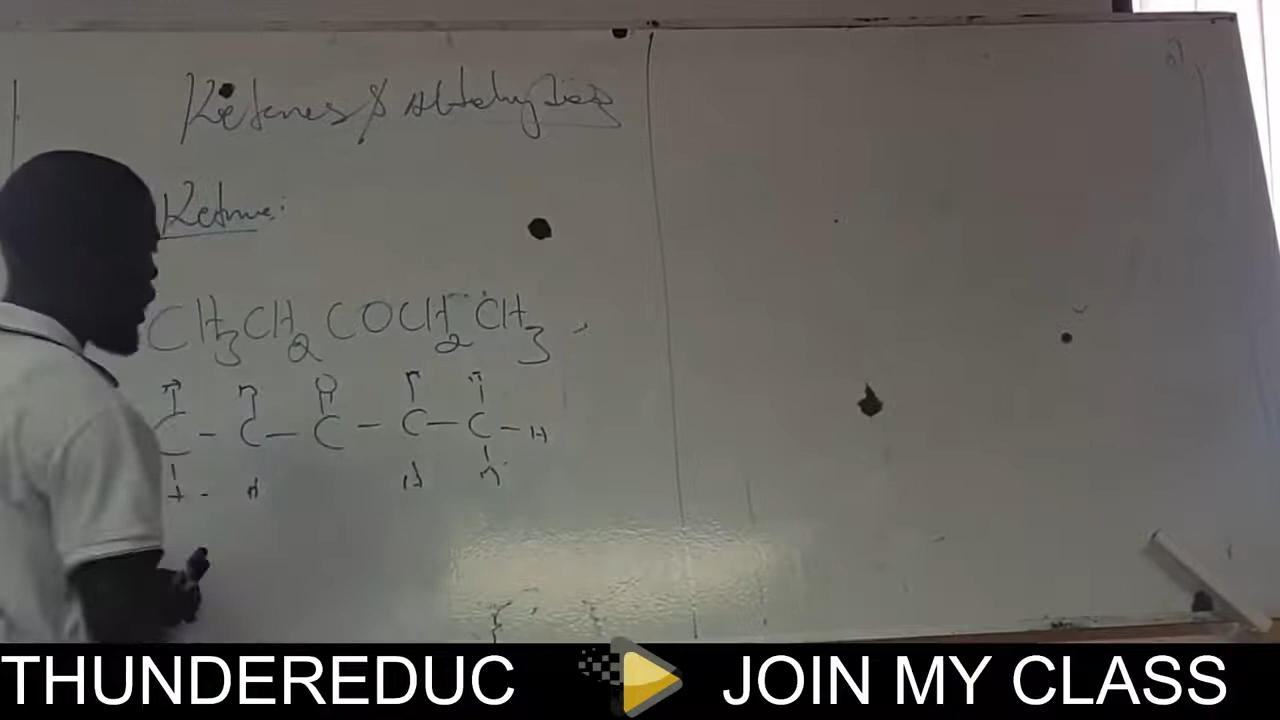 Ketones & Aldehydes
Ketone:
CH3CH2COCH2CH3
H H O H H
C - C - C - C - C - H
H H H H
THUNDEREDUC JOIN MY CLASS